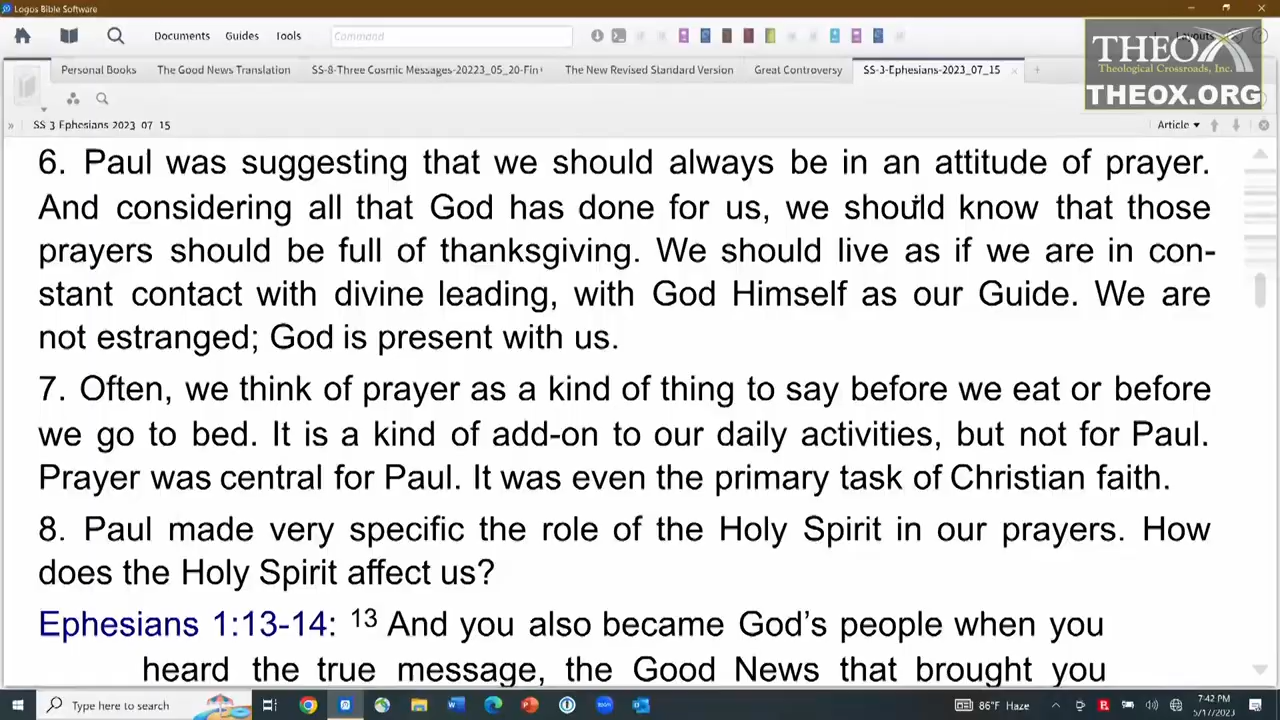 Logos Bible Software
Documents Guides Tools Command Layouts
THEOX
Theological Crossroads, Inc.
THEOX.ORG
Personal Books The Good News Translation SS-8-Three Cosmic Messages-2023_05_20-Fin The New Revised Standard Version Great Controversy SS-3-Ephesians-2023_07_15
SS-3-Ephesians-2023_07_15 Article
6. Paul was suggesting that we should always be in an attitude of prayer.
And considering all that God has done for us, we should know that those
prayers should be full of thanksgiving. We should live as if we are in con-
stant contact with divine leading, with God Himself as our Guide. We are
not estranged; God is present with us.
7. Often, we think of prayer as a kind of thing to say before we eat or before
we go to bed. It is a kind of add-on to our daily activities, but not for Paul.
Prayer was central for Paul. It was even the primary task of Christian faith.
8. Paul made very specific the role of the Holy Spirit in our prayers. How
does the Holy Spirit affect us?
Ephesians 1:13-14: 13 And you also became God’s people when you
heard the true message, the Good News that brought you
Type here to search 86°F Haze 7:42 PM
5/17/2023